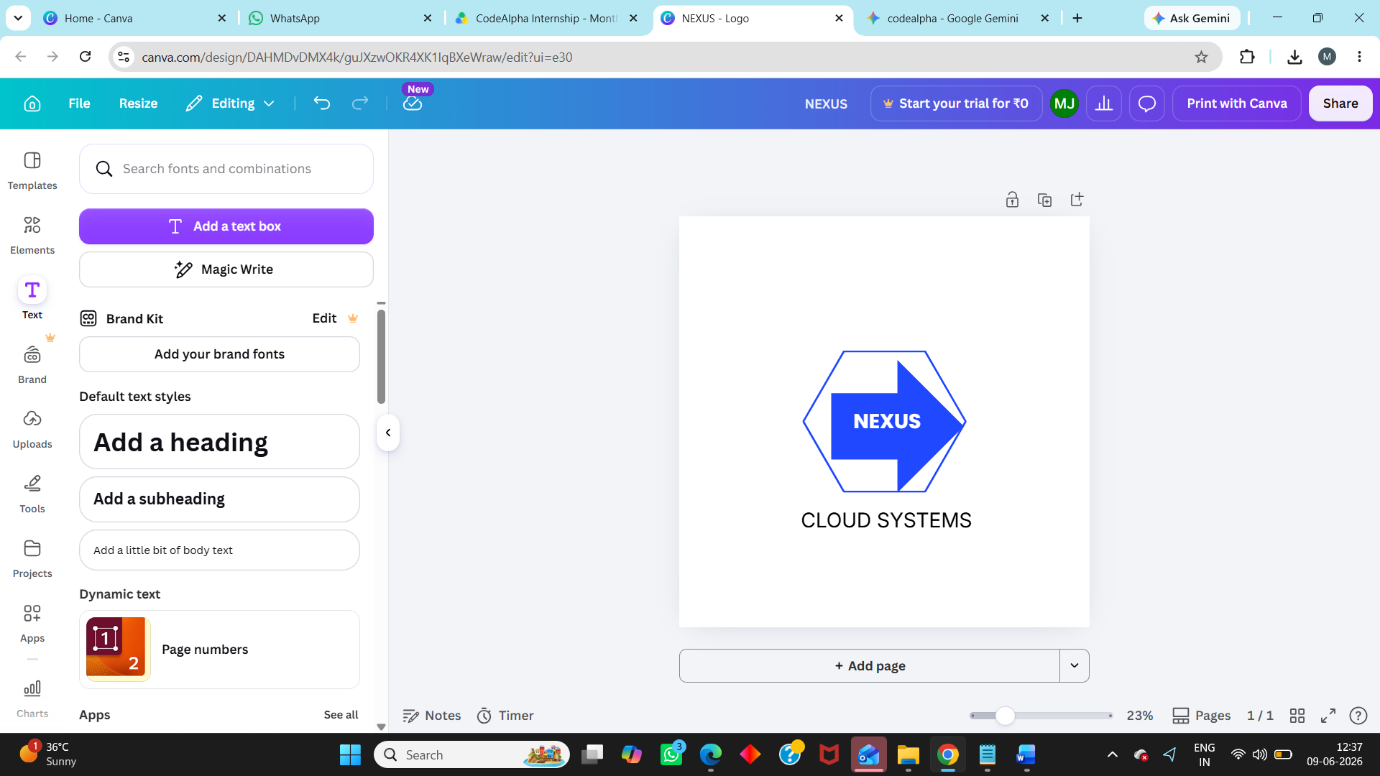 Home - Canva
WhatsApp
CodeAlpha Internship - Mont
NEXUS - Logo
codealpha - Google Gemini
Ask Gemini
canva.com/design/DAHMDvDMX4k/guJXzwOKR4XK1IqBXeWraw/edit?ui=e30
M
File
Resize
Editing
New
NEXUS
Start your trial for ₹0
MJ
Print with Canva
Share
Templates
Elements
Text
Brand
Uploads
Tools
Projects
Apps
Charts
Search fonts and combinations
Add a text box
Magic Write
Brand Kit
Edit
Add your brand fonts
Default text styles
Add a heading
Add a subheading
Add a little bit of body text
Dynamic text
1
2
Page numbers
Apps
See all
NEXUS
CLOUD SYSTEMS
+ Add page
Notes
Timer
23%
Pages
1 / 1
1
36°C
Sunny
Search
3
ENG
IN
12:37
09-06-2026